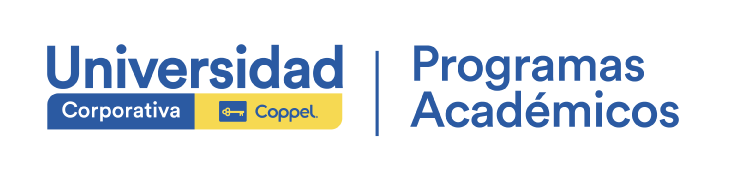 Universidad
Corporativa Coppel.
Programas
Académicos